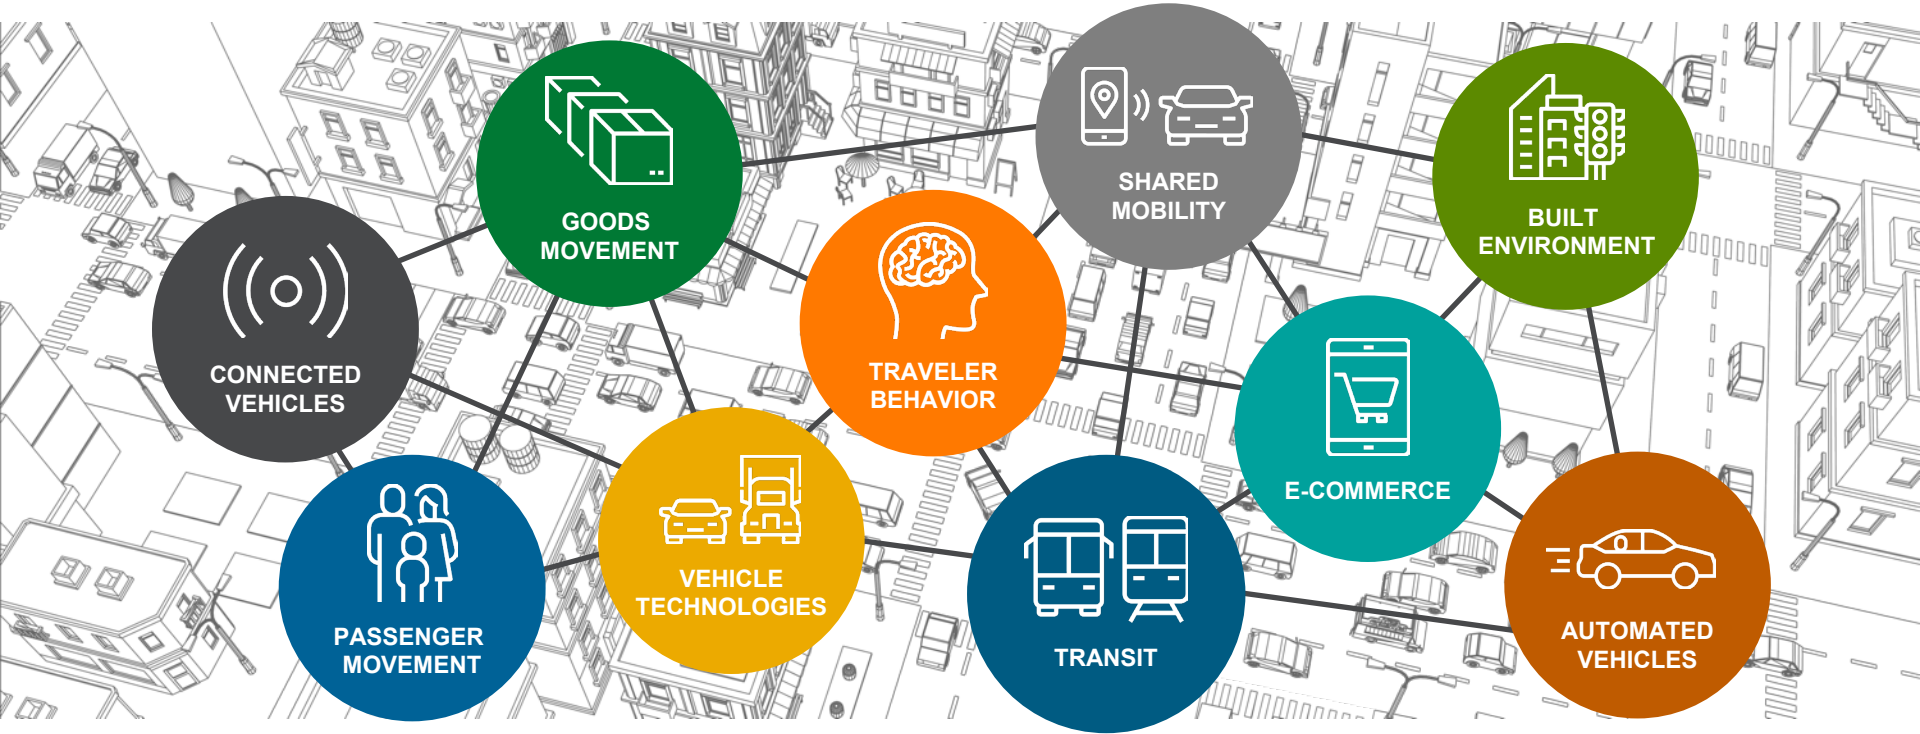 GOODS
MOVEMENT
SHARED
MOBILITY
BUILT
ENVIRONMENT
CONNECTED
VEHICLES
TRAVELER
BEHAVIOR
E-COMMERCE
PASSENGER
MOVEMENT
VEHICLE
TECHNOLOGIES
TRANSIT
AUTOMATED
VEHICLES